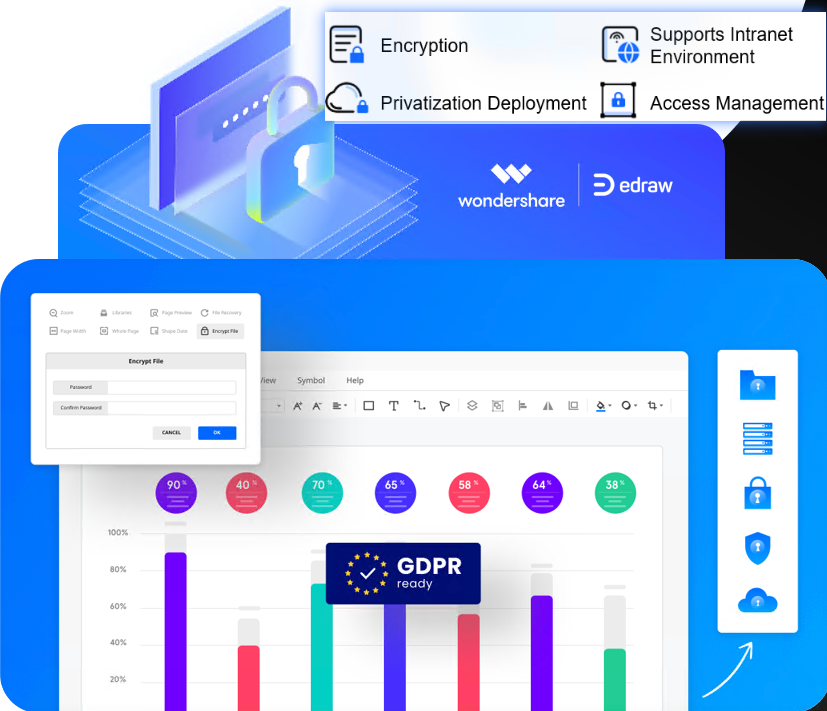 Encryption
Supports Intranet
Environment
Privatization Deployment
Access Management
wondershare
edraw
Zoom
Libraries
Page Preview
File Recovery
Page Width
Whole Page
Shape Data
Encrypt File
Encrypt File
Password
Confirm Password
CANCEL
OK
View
Symbol
Help
90%
40%
70%
65%
58%
64%
38%
100%
80%
60%
40%
20%
GDPR
ready